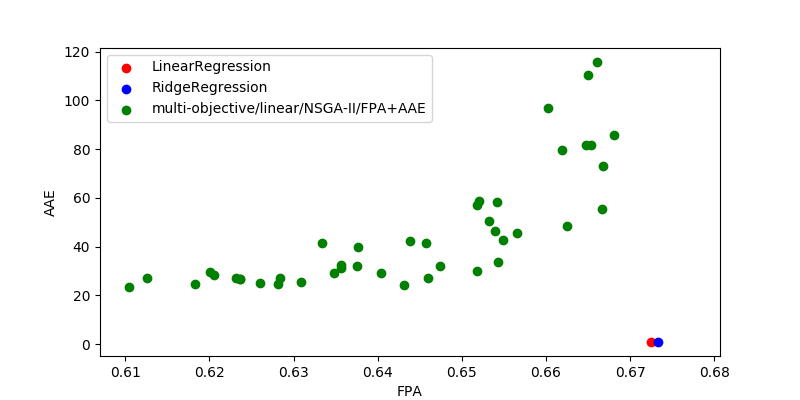 LinearRegression
RidgeRegression
multi-objective/linear/NSGA-II/FPA+AAE
120
100
80
60
40
20
0
AAE
0.61 0.62 0.63 0.64 0.65 0.66 0.67 0.68
FPA